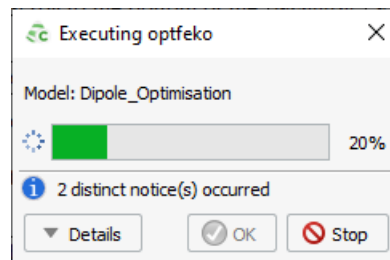 Executing optfeko
Model: Dipole_Optimisation
20%
2 distinct notice(s) occurred
Details OK Stop